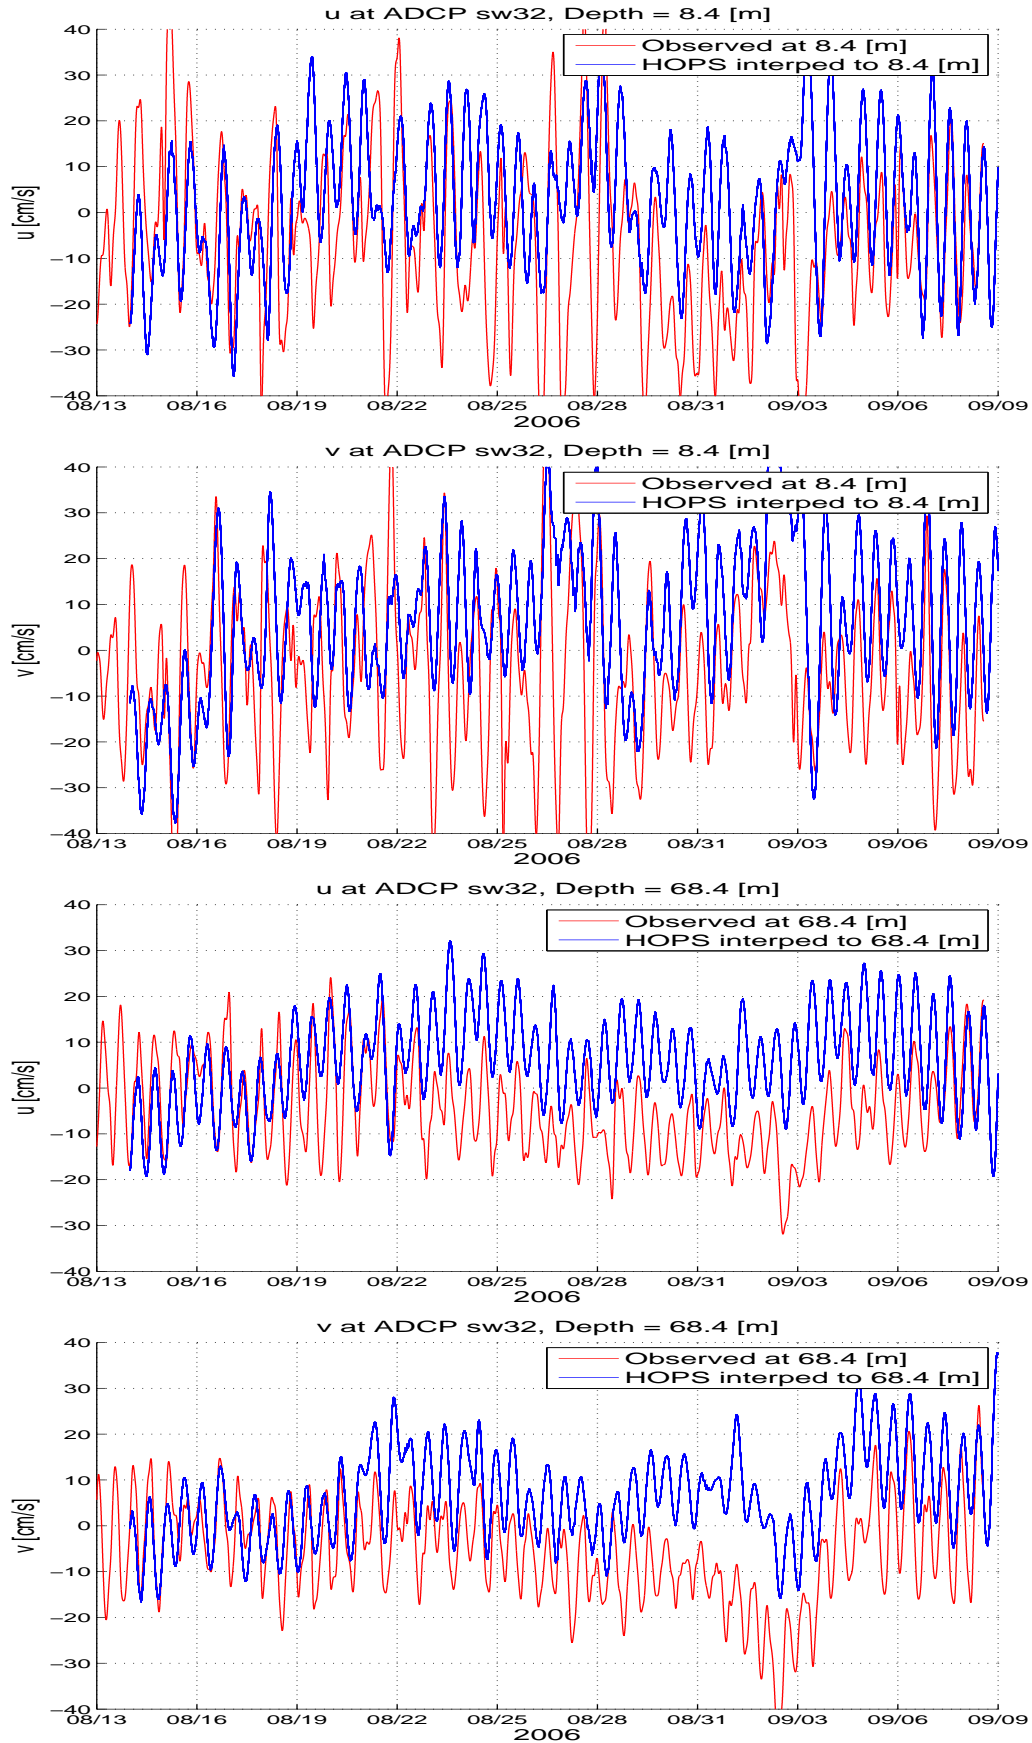 u at ADCP sw32, Depth = 8.4 [m]
Observed at 8.4 [m]
HOPS interped to 8.4 [m]
u [cm/s]
40
30
20
10
0
−10
−20
−30
−40
08/13 08/16 08/19 08/22 08/25 08/28 08/31 09/03 09/06 09/09
2006
v at ADCP sw32, Depth = 8.4 [m]
Observed at 8.4 [m]
HOPS interped to 8.4 [m]
v [cm/s]
40
30
20
10
0
−10
−20
−30
−40
08/13 08/16 08/19 08/22 08/25 08/28 08/31 09/03 09/06 09/09
2006
u at ADCP sw32, Depth = 68.4 [m]
Observed at 68.4 [m]
HOPS interped to 68.4 [m]
u [cm/s]
40
30
20
10
0
−10
−20
−30
−40
08/13 08/16 08/19 08/22 08/25 08/28 08/31 09/03 09/06 09/09
2006
v at ADCP sw32, Depth = 68.4 [m]
Observed at 68.4 [m]
HOPS interped to 68.4 [m]
v [cm/s]
40
30
20
10
0
−10
−20
−30
−40
08/13 08/16 08/19 08/22 08/25 08/28 08/31 09/03 09/06 09/09
2006